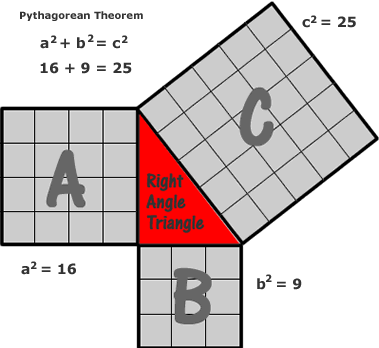 Pythagorean Theorem
a² + b² = c²
16 + 9 = 25
c² = 25
C
A
Right
Angle
Triangle
a² = 16
B
b² = 9